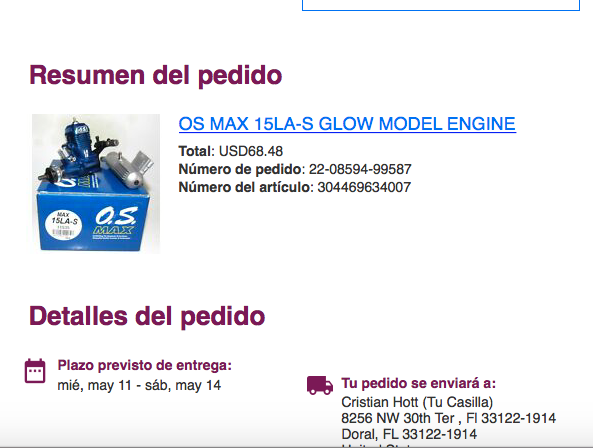 Resumen del pedido
OS MAX 15LA-S GLOW MODEL ENGINE
Total: USD68.48
Número de pedido: 22-08594-99587
Número del artículo: 304469634007
MAX
15LA-S
O.S.
MAX
Detalles del pedido
Plazo previsto de entrega:
mié, may 11 - sáb, may 14
Tu pedido se enviará a:
Cristian Hott (Tu Casilla)
8256 NW 30th Ter , Fl 33122-1914
Doral, FL 33122-1914